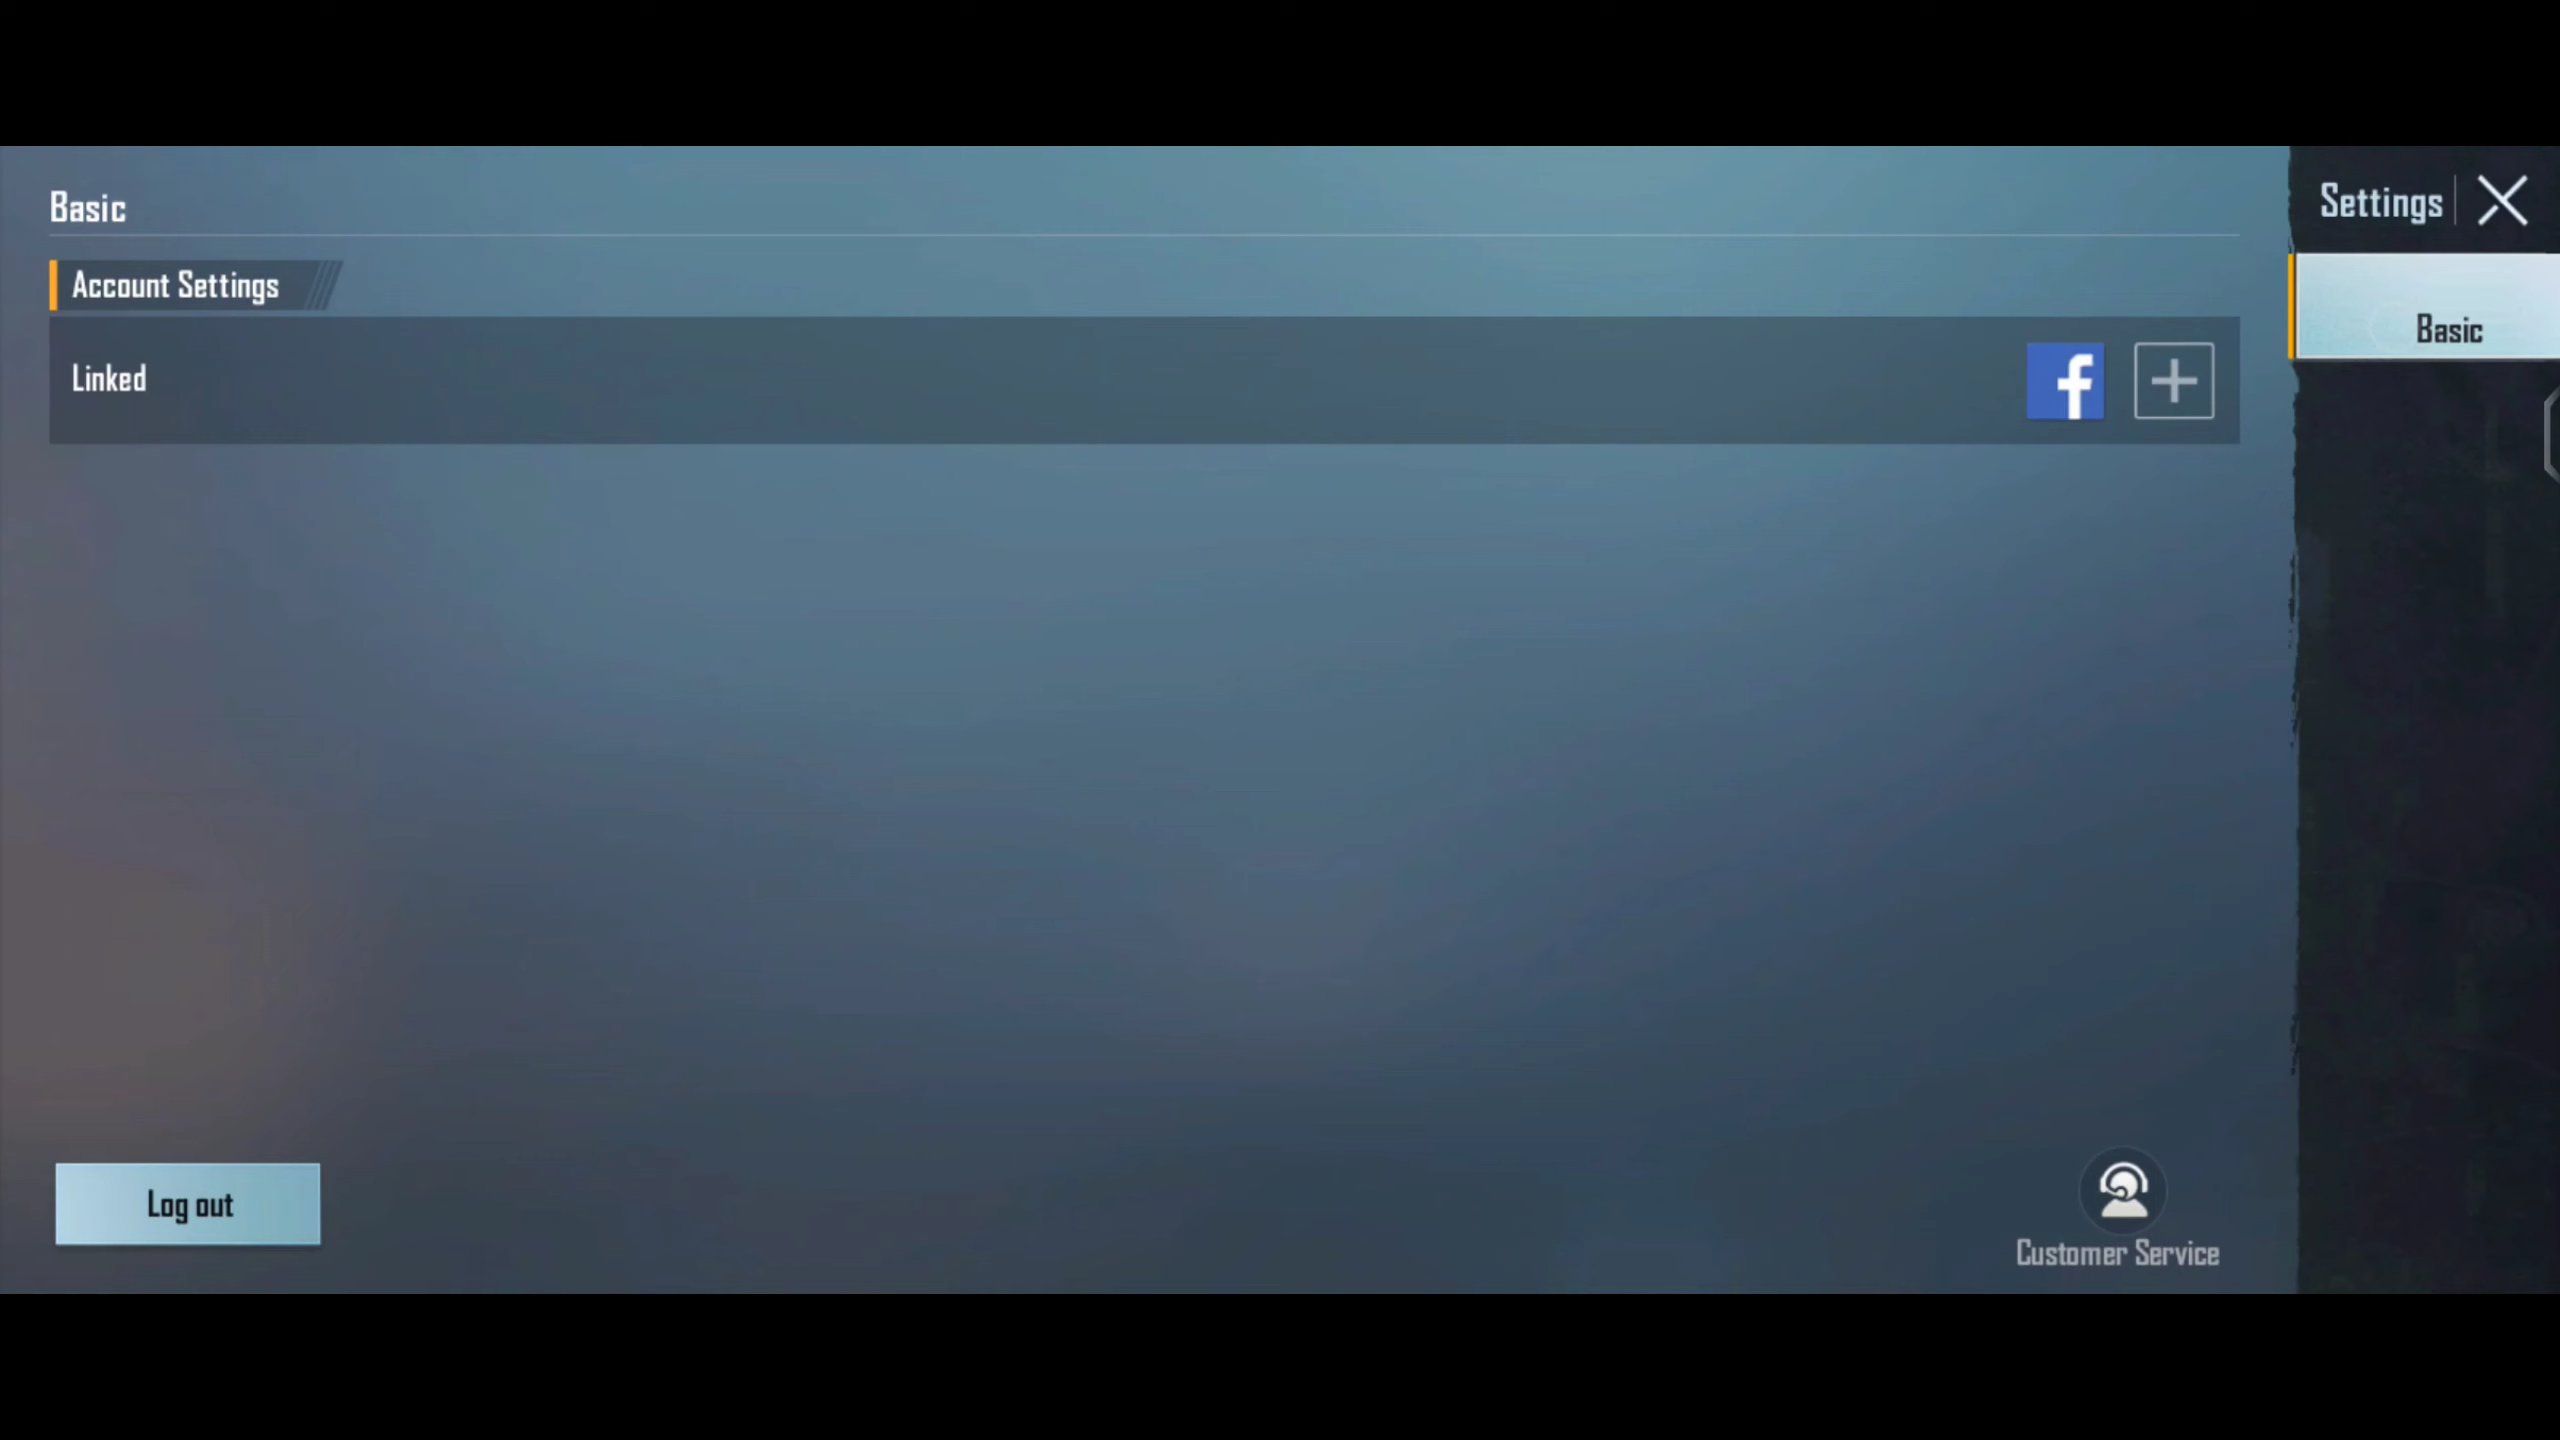 Basic
Settings
Account Settings
Basic
Linked
Log out
Customer Service